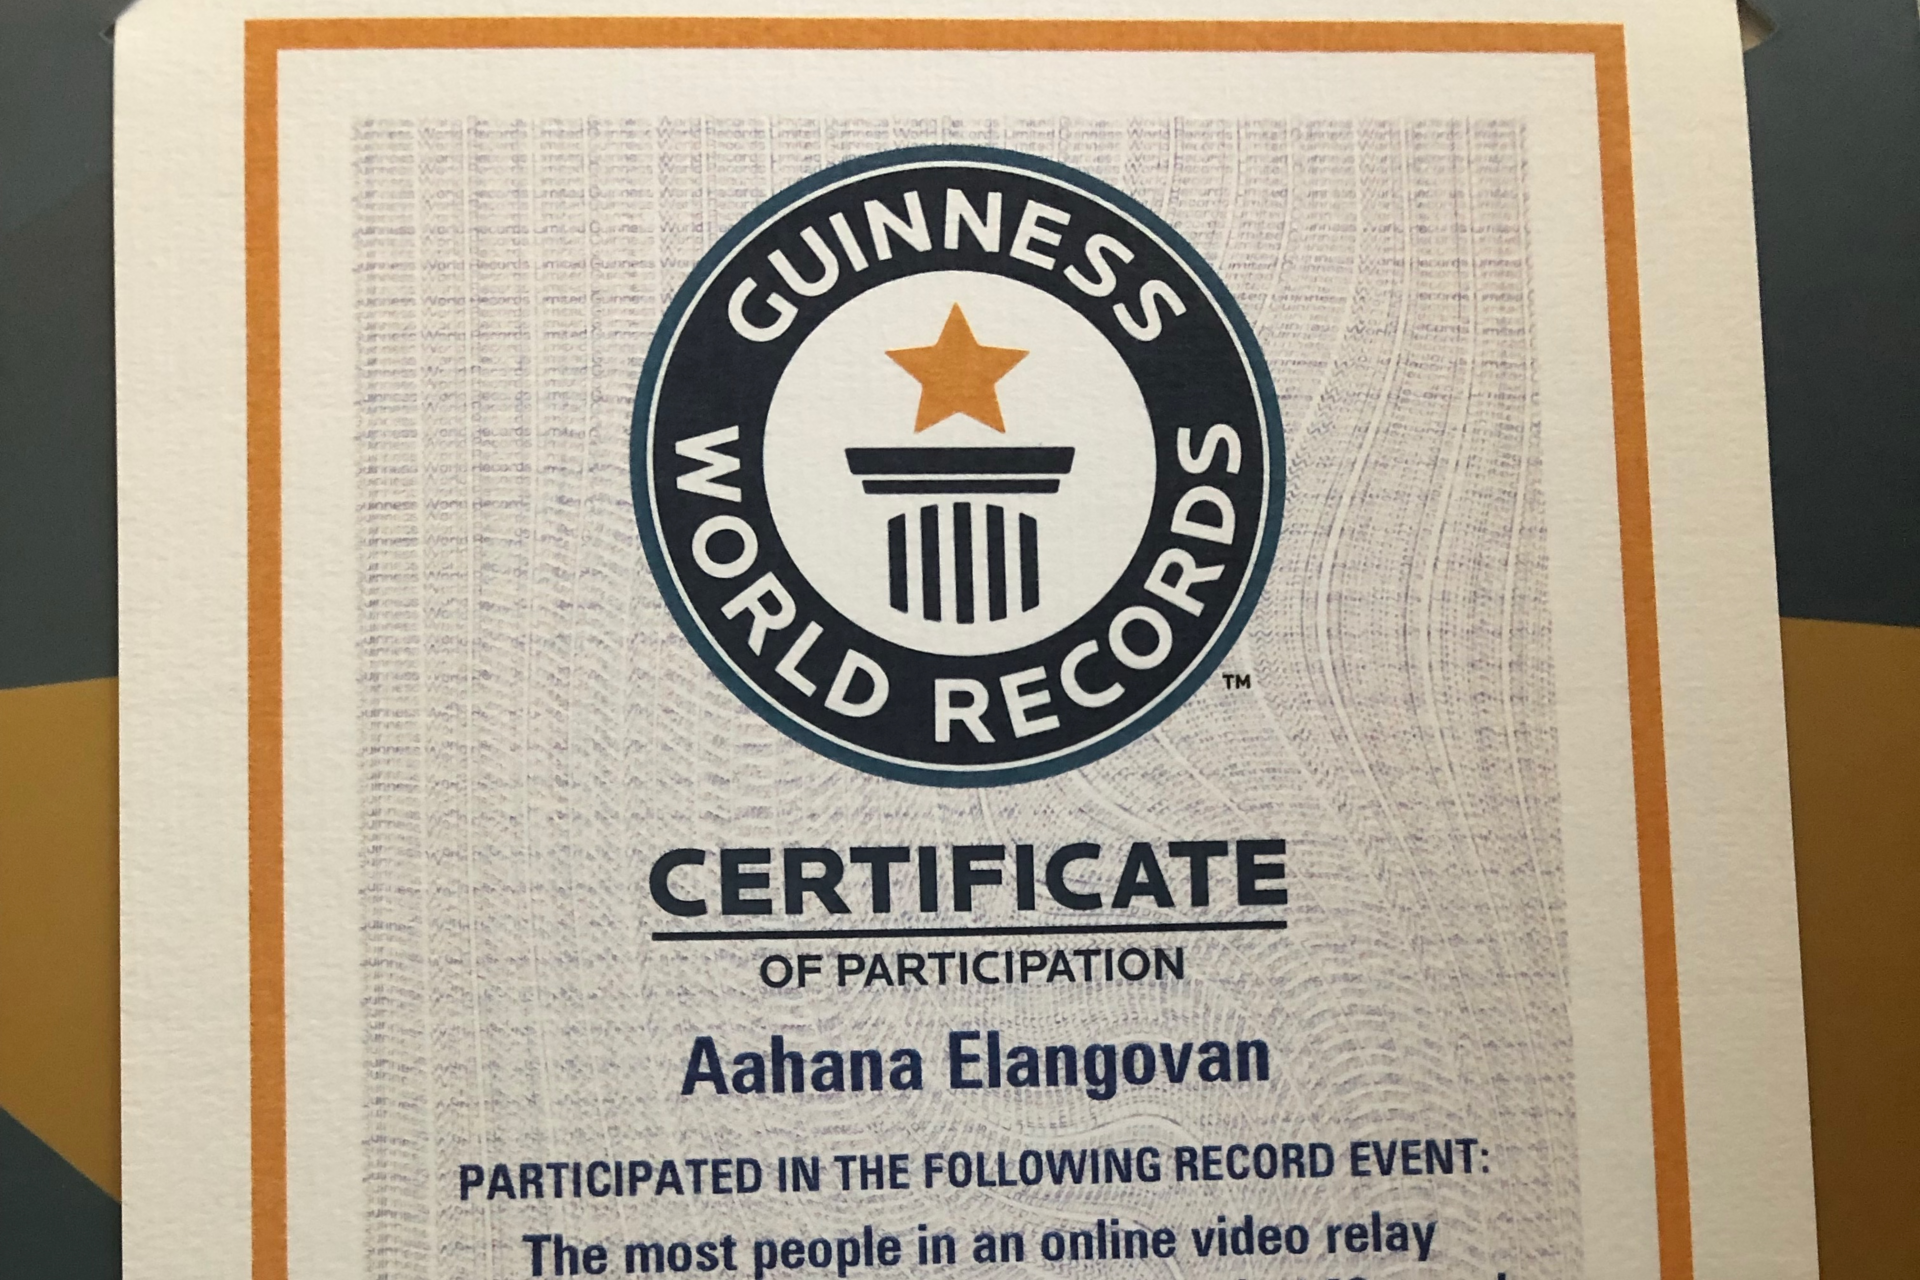 GUINNESS
WORLD RECORDS
TM
CERTIFICATE
OF PARTICIPATION
Aahana Elangovan
PARTICIPATED IN THE FOLLOWING RECORD EVENT:
The most people in an online video relay